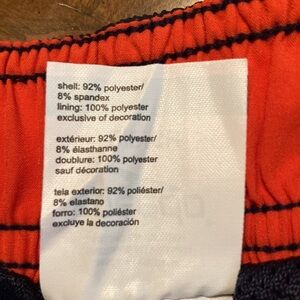 shell: 92% polyester/
8% spandex
lining: 100% polyester
exclusive of decoration
extérieur: 92% polyester/
8% élasthanne
doublure: 100% polyester
sauf décoration
tela exterior: 92% poliéster/
8% elastano
forro: 100% poliéster
excluye la decoración